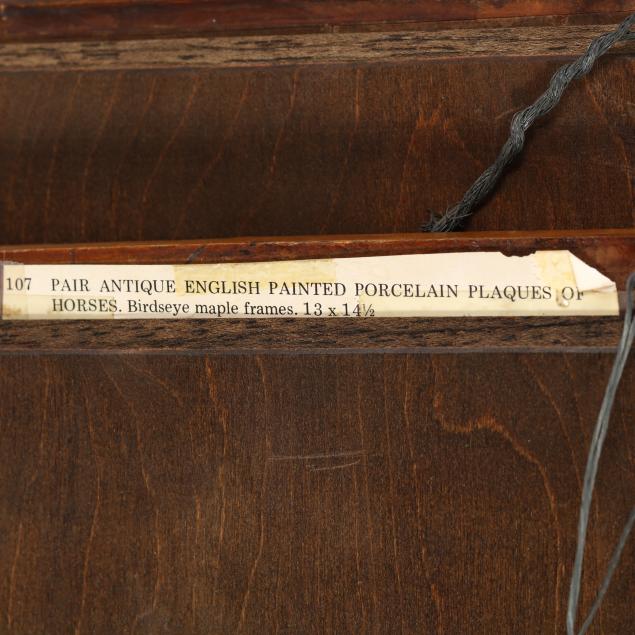 107 PAIR ANTIQUE ENGLISH PAINTED PORCELAIN PLAQUES OF
HORSES. Birdseye maple frames. 13 x 14½